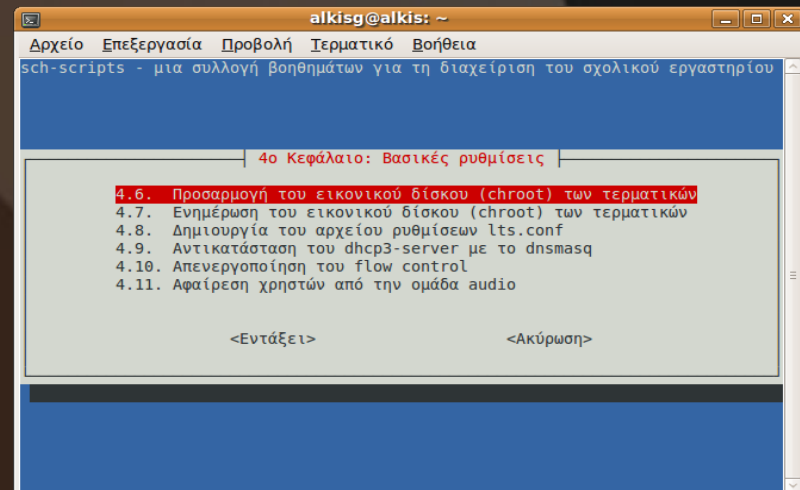 alkisg@alkis: ~
Αρχείο Επεξεργασία Προβολή Τερματικό Βοήθεια
sch-scripts - μια συλλογή βοηθημάτων για τη διαχείριση του σχολικού εργαστηρίου
4ο Κεφάλαιο: Βασικές ρυθμίσεις
4.6. Προσαρμογή του εικονικού δίσκου (chroot) των τερματικών
4.7. Ενημέρωση του εικονικού δίσκου (chroot) των τερματικών
4.8. Δημιουργία του αρχείου ρυθμίσεων lts.conf
4.9. Αντικατάσταση του dhcp3-server με το dnsmasq
4.10. Απενεργοποίηση του flow control
4.11. Αφαίρεση χρηστών από την ομάδα audio
<Εντάξει> <Ακύρωση>